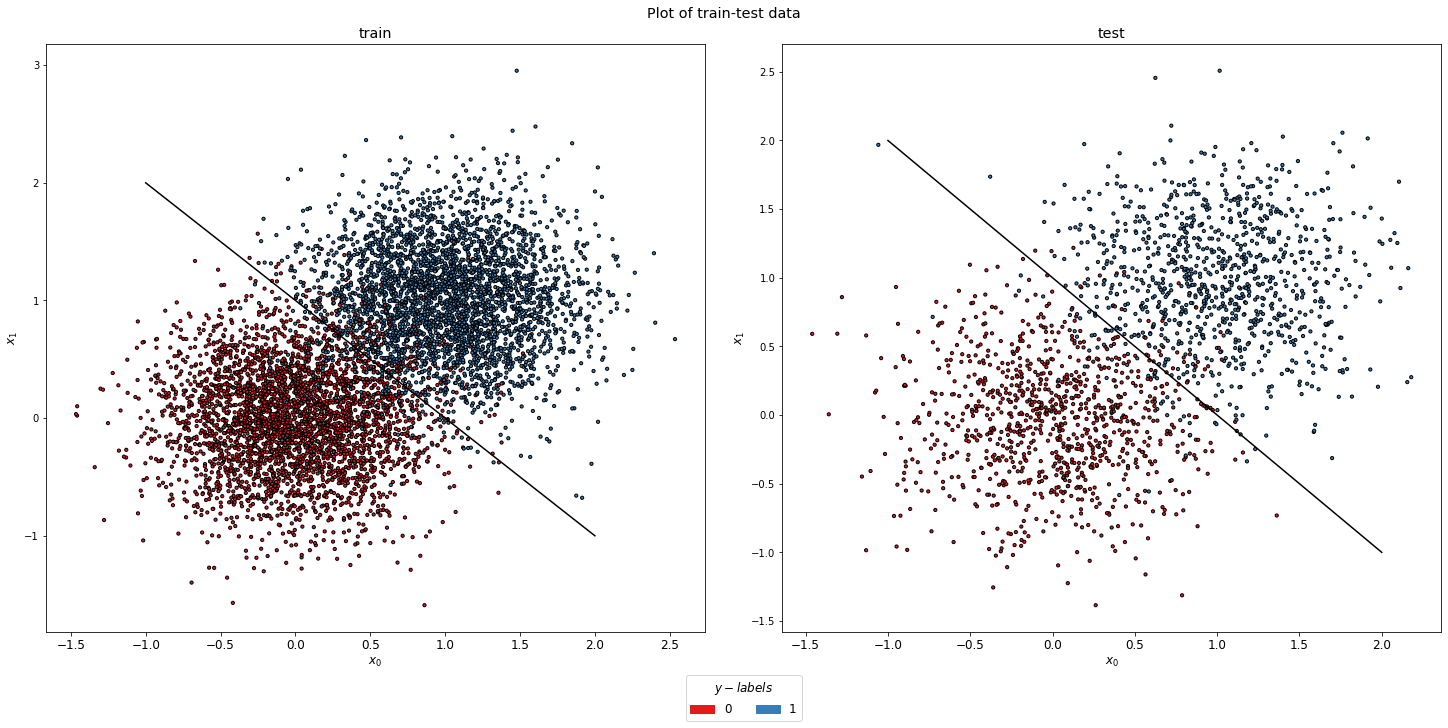 Plot of train-test data
train
test
3
2
1
0
−1
x₁
−1.5 −1.0 −0.5 0.0 0.5 1.0 1.5 2.0 2.5
x₀
2.5
2.0
1.5
1.0
0.5
0.0
−0.5
−1.0
−1.5
x₁
−1.5 −1.0 −0.5 0.0 0.5 1.0 1.5 2.0
x₀
y − labels
0 1